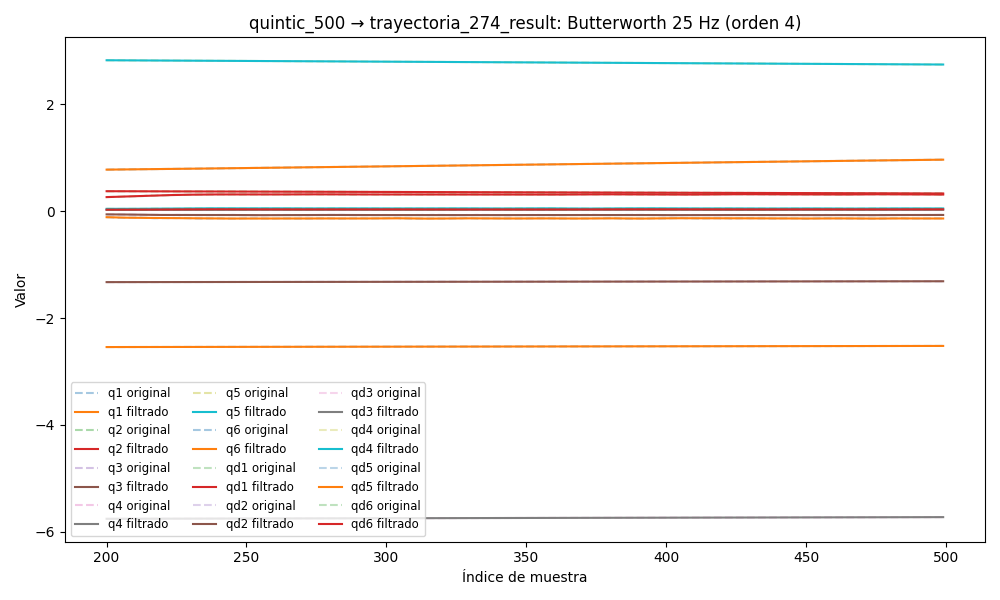 quintic_500 → trayectoria_274_result: Butterworth 25 Hz (orden 4)
Valor
2
0
−2
−4
−6
q1 original
q1 filtrado
q2 original
q2 filtrado
q3 original
q3 filtrado
q4 original
q4 filtrado
q5 original
q5 filtrado
q6 original
q6 filtrado
qd1 original
qd1 filtrado
qd2 original
qd2 filtrado
qd3 original
qd3 filtrado
qd4 original
qd4 filtrado
qd5 original
qd5 filtrado
qd6 original
qd6 filtrado
200 250 300 350 400 450 500
Índice de muestra